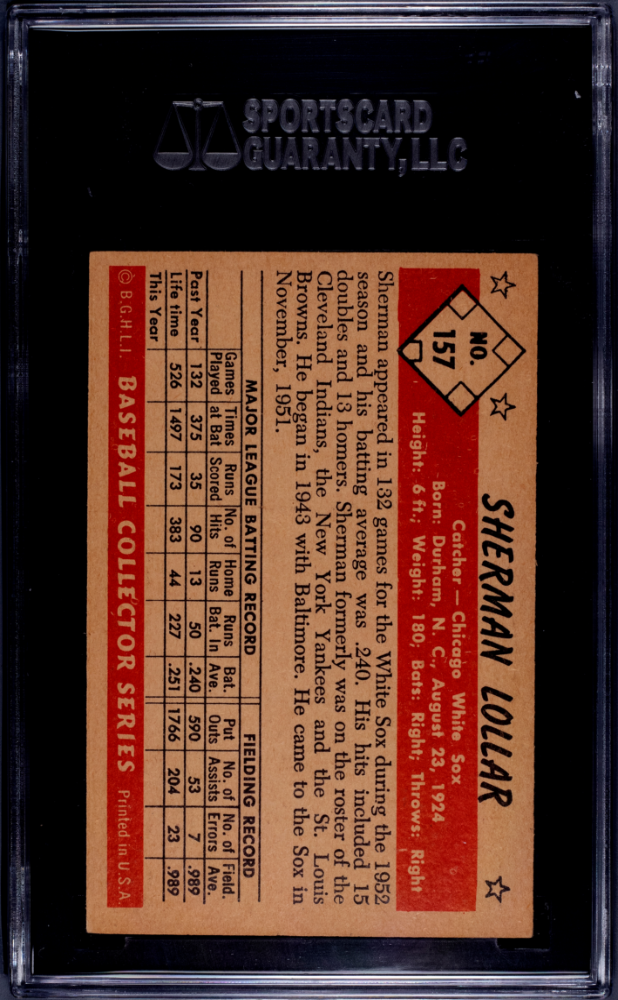 SPORTSCARD
GUARANTY, LLC
NO.
157
SHERMAN LOLLAR
Catcher — Chicago White Sox
Born: Durham, N. C., August 23, 1924
Height: 6 ft.; Weight: 180; Bats: Right; Throws: Right
Sherman appeared in 132 games for the White Sox during the 1952
season and his batting average was .240. His hits included 15
doubles and 13 homers. Sherman formerly was on the roster of the
Cleveland Indians, the New York Yankees and the St. Louis
Browns. He began in 1943 with Baltimore. He came to the Sox in
November, 1951.
MAJOR LEAGUE BATTING RECORD FIELDING RECORD
Games Times Runs No. of Home Runs Bat. Put No. of No. of Field.
Played at Bat Scored Hits Runs Bat. In Ave. Outs Assists Errors Ave.
Past Year 132 375 35 90 13 50 .240 590 53 7 .989
Life time 526 1497 173 383 44 227 .251 1766 204 23 .989
This Year
© B.G.H.L.I. BASEBALL COLLECTOR SERIES Printed in U.S.A.